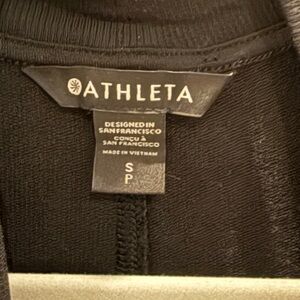 ATHLETA
DESIGNED IN
SAN FRANCISCO
CONÇU À
SAN FRANCISCO
MADE IN VIETNAM
S
P